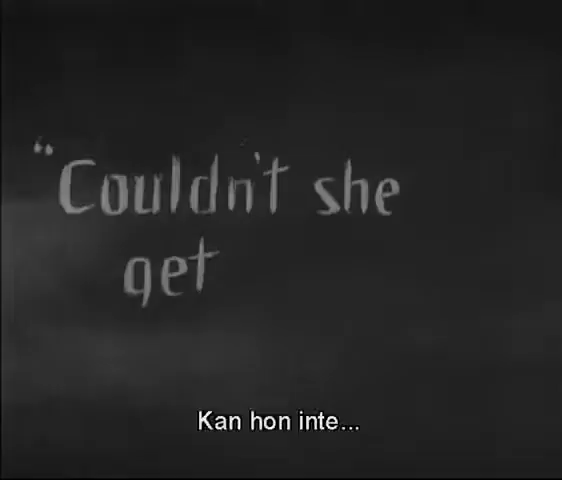 “Couldn't she
get
Kan hon inte...